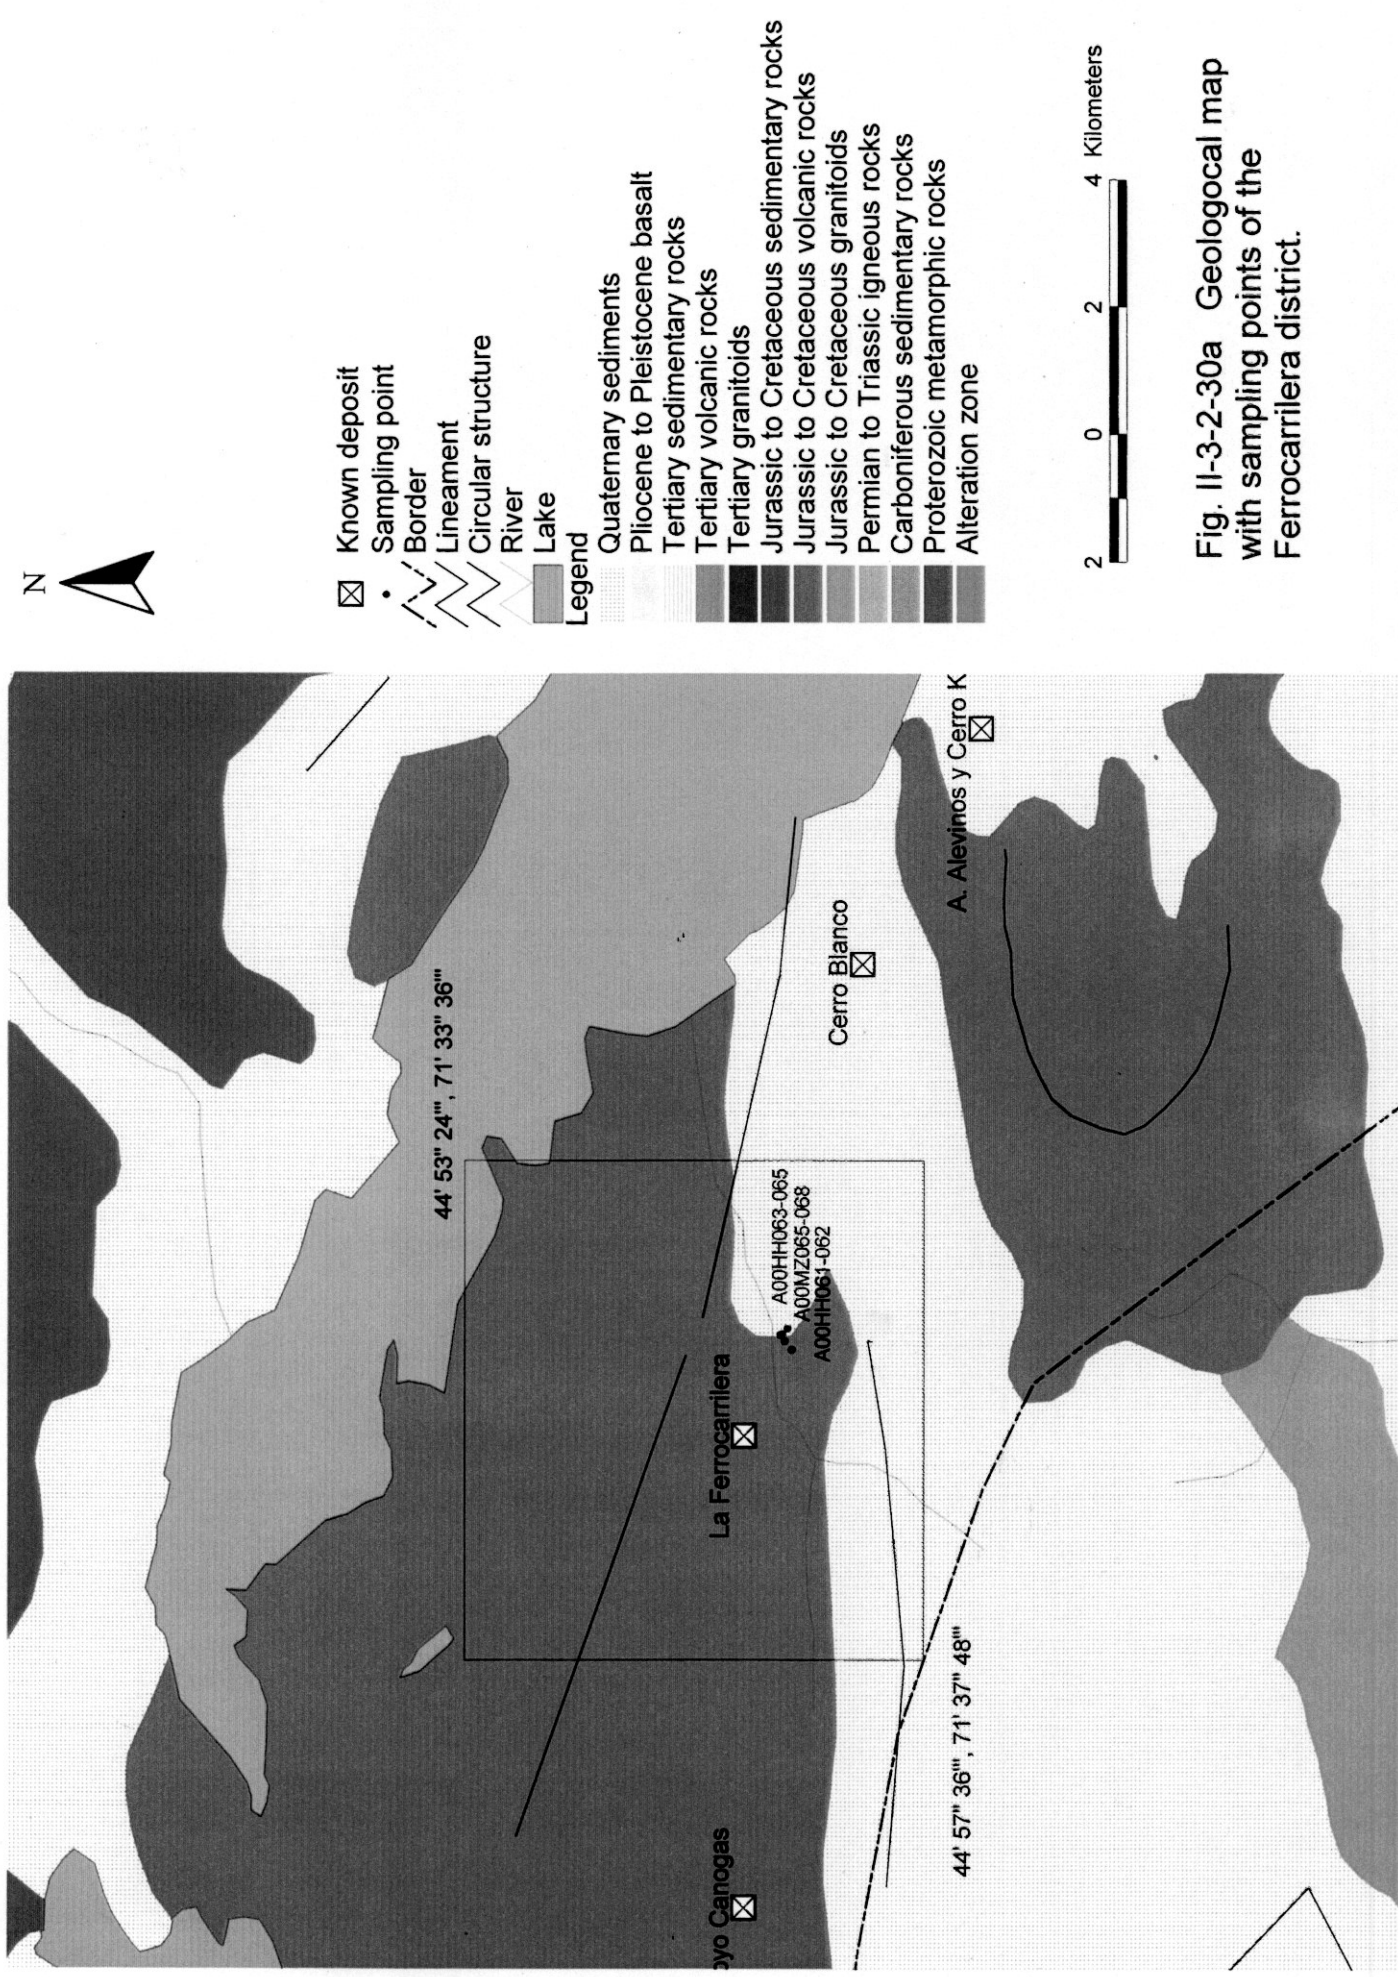 N
Known deposit
Sampling point
Border
Lineament
Circular structure
River
Lake
Legend
Quaternary sediments
Pliocene to Pleistocene basalt
Tertiary sedimentary rocks
Tertiary volcanic rocks
Tertiary granitoids
Jurassic to Cretaceous sedimentary rocks
Jurassic to Cretaceous volcanic rocks
Jurassic to Cretaceous granitoids
Permian to Triassic igneous rocks
Carboniferous sedimentary rocks
Proterozoic metamorphic rocks
Alteration zone
2 0 2 4 Kilometers
Fig. II-3-2-30a Geologocal map
with sampling points of the
Ferrocarrilera district.
44' 53" 24''', 71' 33" 36'''
La Ferrocarrilera
A00HH063-065
A00MZ065-068
A00HH061-062
Cerro Blanco
A. Alevinos y Cerro K
oyo Canogas
44' 57" 36''', 71' 37" 48'''